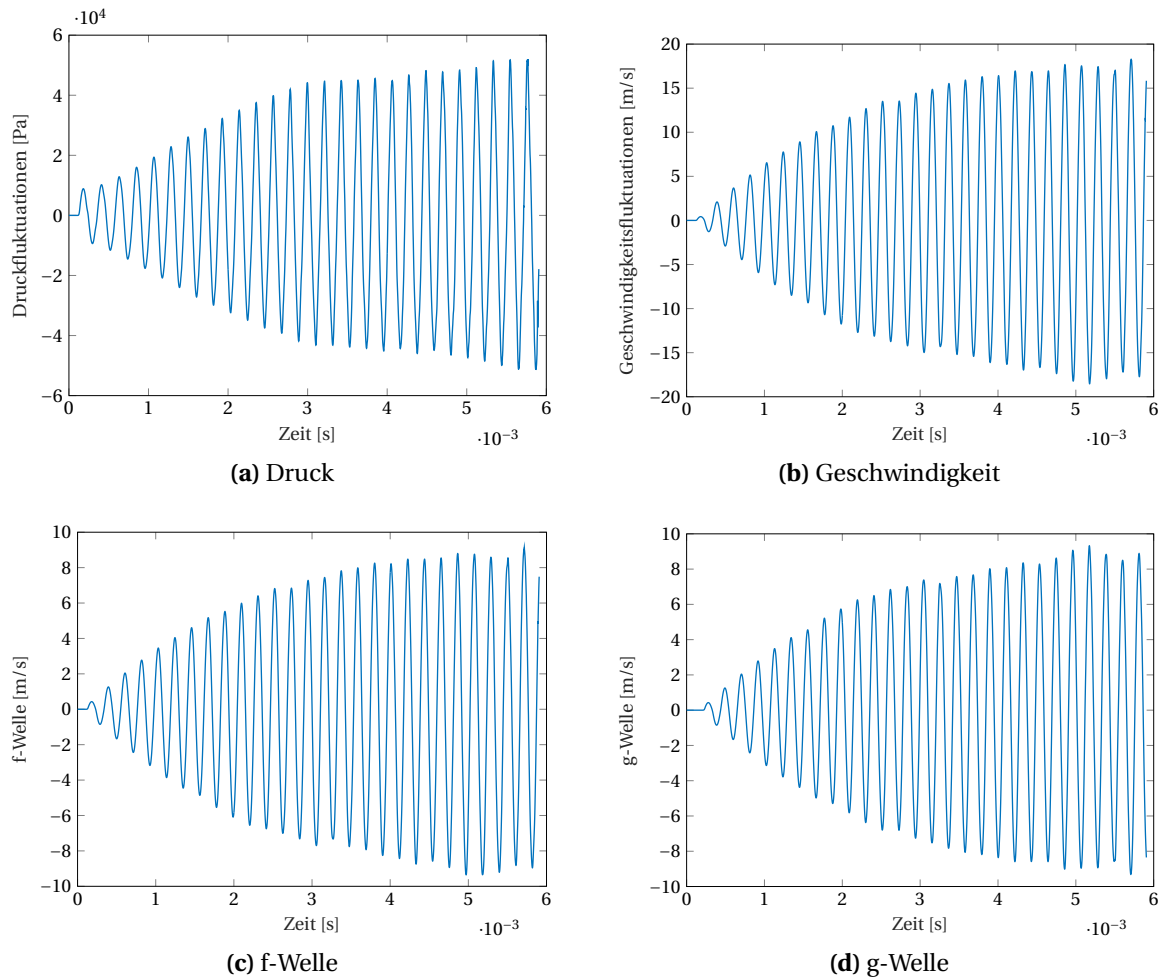 ·10⁴
6
4
2
0
−2
−4
−6
Druckfluktuationen [Pa]
0 1 2 3 4 5 6
Zeit [s]
·10⁻³
(a) Druck
20
15
10
5
0
−5
−10
−15
−20
Geschwindigkeitsfluktuationen [m/s]
0 1 2 3 4 5 6
Zeit [s]
·10⁻³
(b) Geschwindigkeit
10
8
6
4
2
0
−2
−4
−6
−8
−10
f-Welle [m/s]
0 1 2 3 4 5 6
Zeit [s]
·10⁻³
(c) f-Welle
10
8
6
4
2
0
−2
−4
−6
−8
−10
g-Welle [m/s]
0 1 2 3 4 5 6
Zeit [s]
·10⁻³
(d) g-Welle